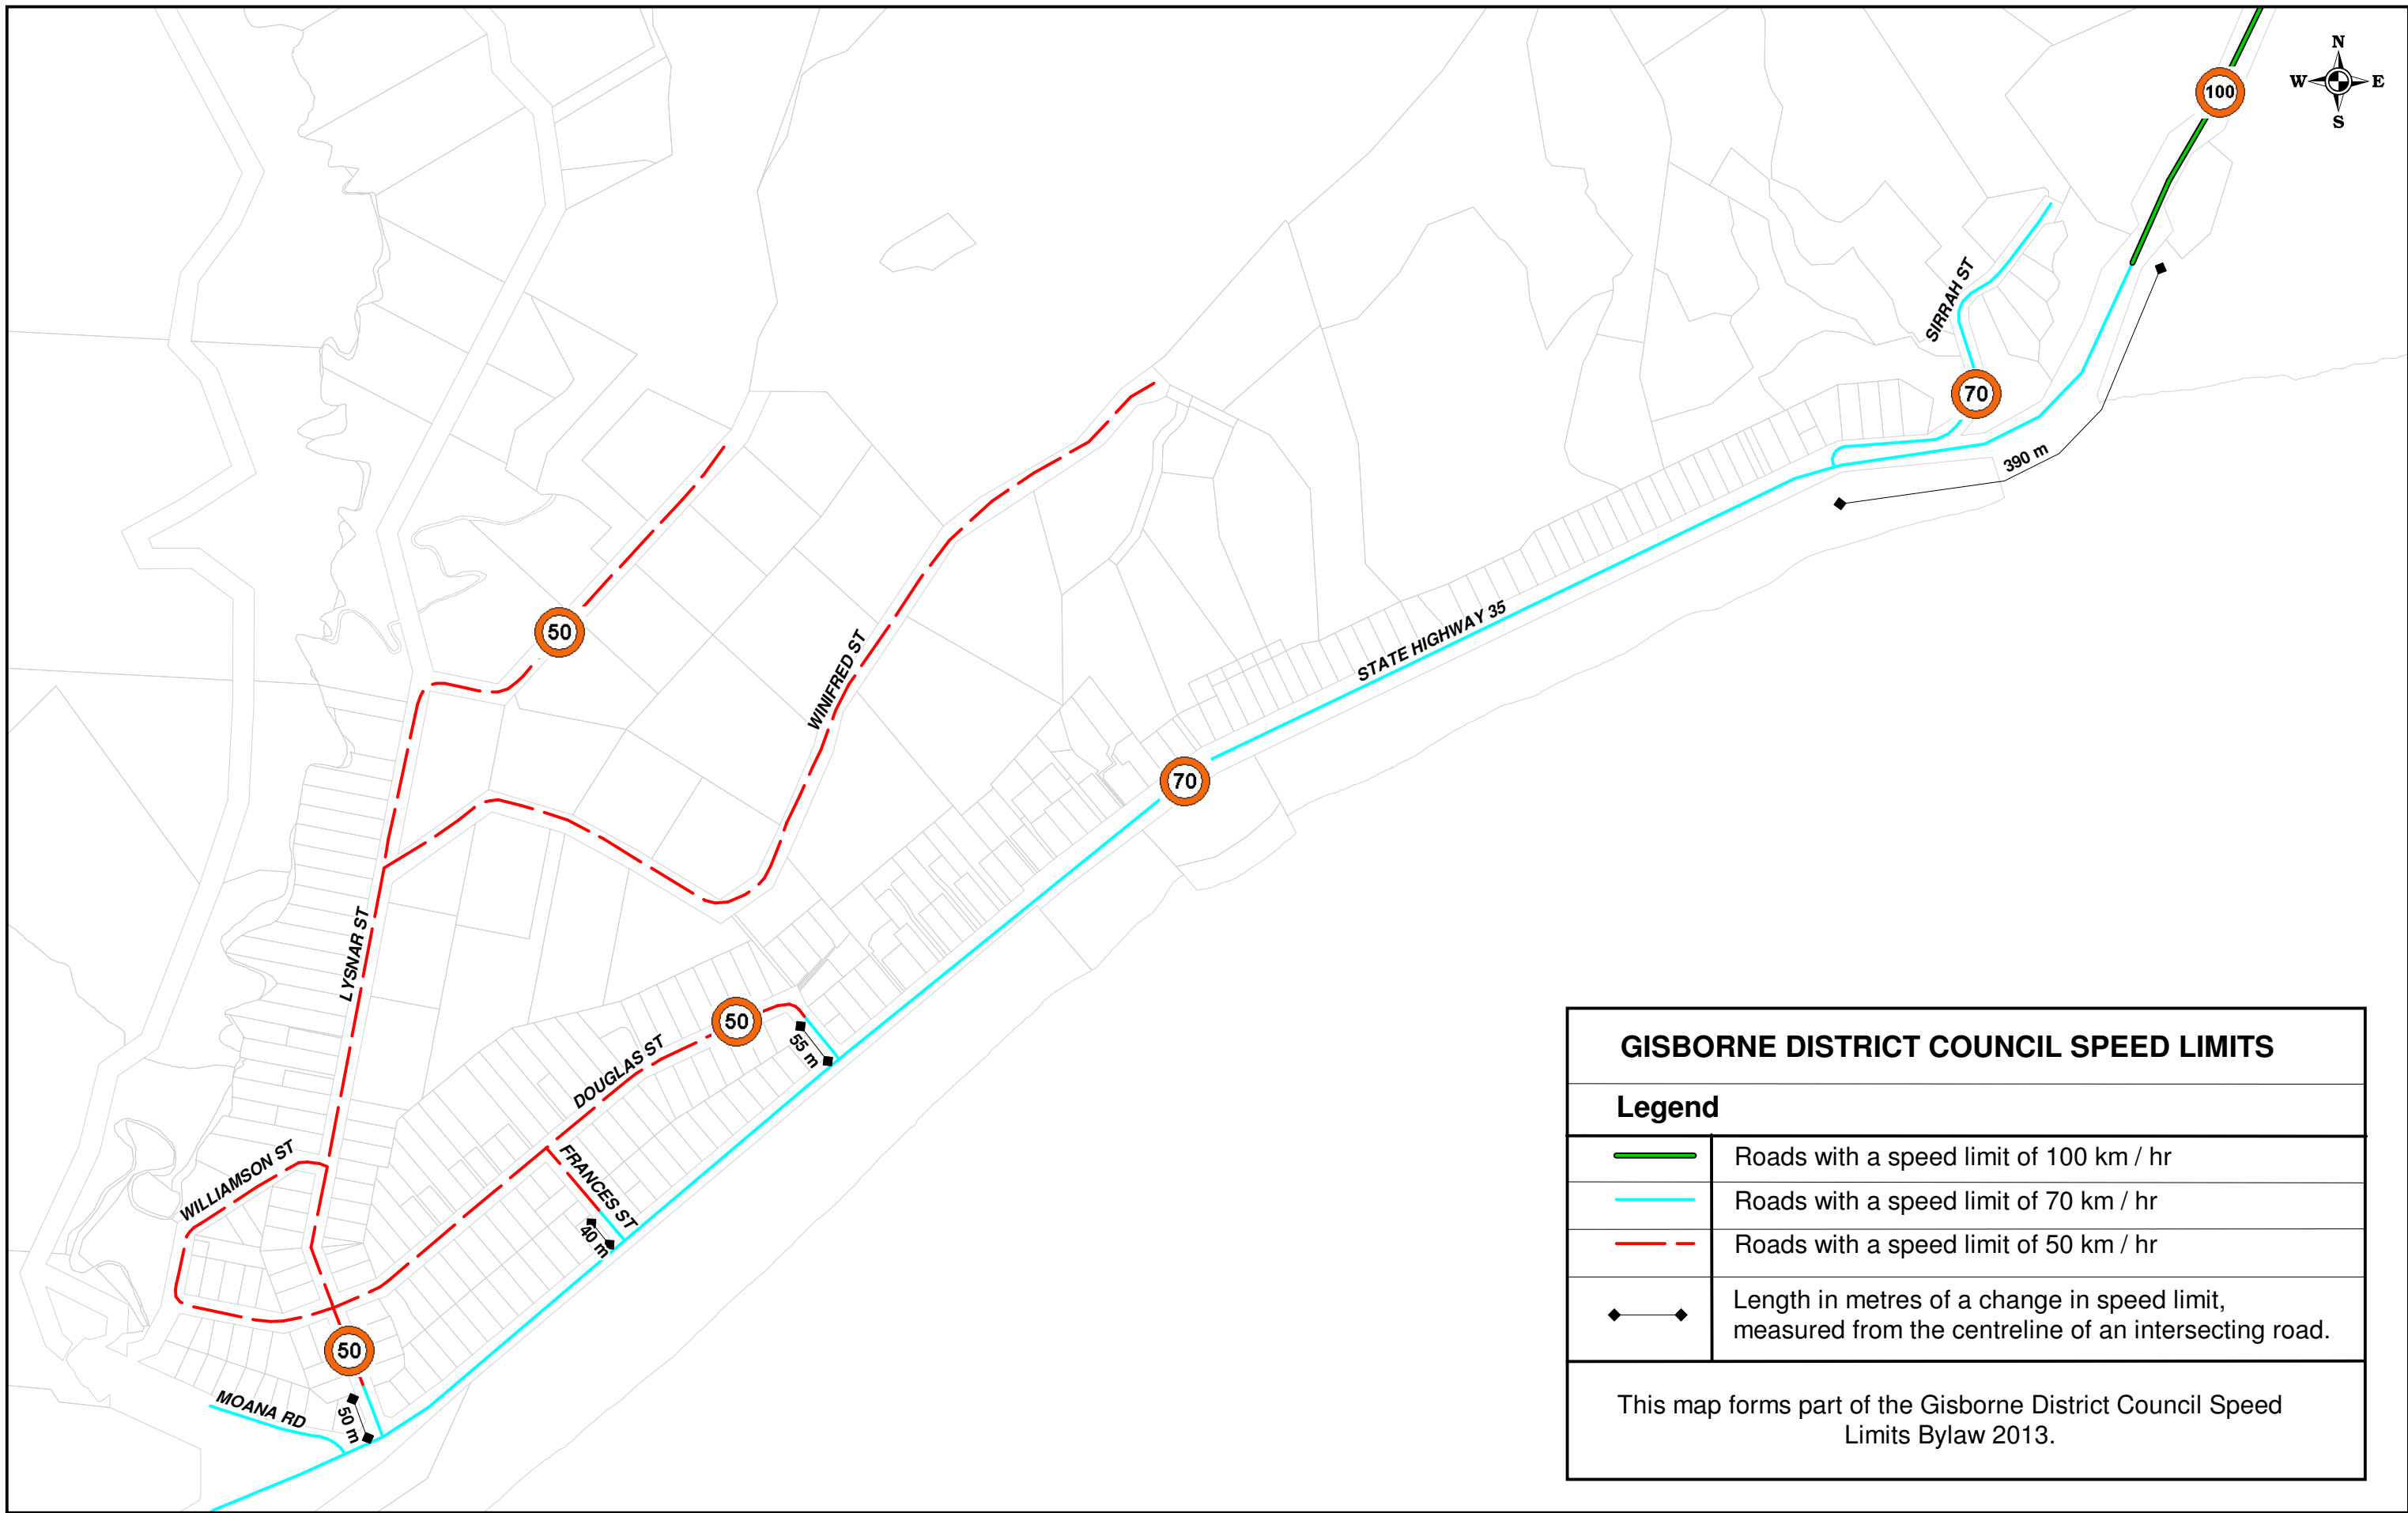 N
W E
S
100
SIRRAH ST
70
390 m
50
WINIFRED ST
STATE HIGHWAY 35
70
LYSNAR ST
50
55 m
DOUGLAS ST
FRANCES ST
40 m
WILLIAMSON ST
50
MOANA RD
50 m
GISBORNE DISTRICT COUNCIL SPEED LIMITS
Legend
Roads with a speed limit of 100 km / hr
Roads with a speed limit of 70 km / hr
Roads with a speed limit of 50 km / hr
Length in metres of a change in speed limit,
measured from the centreline of an intersecting road.
This map forms part of the Gisborne District Council Speed
Limits Bylaw 2013.